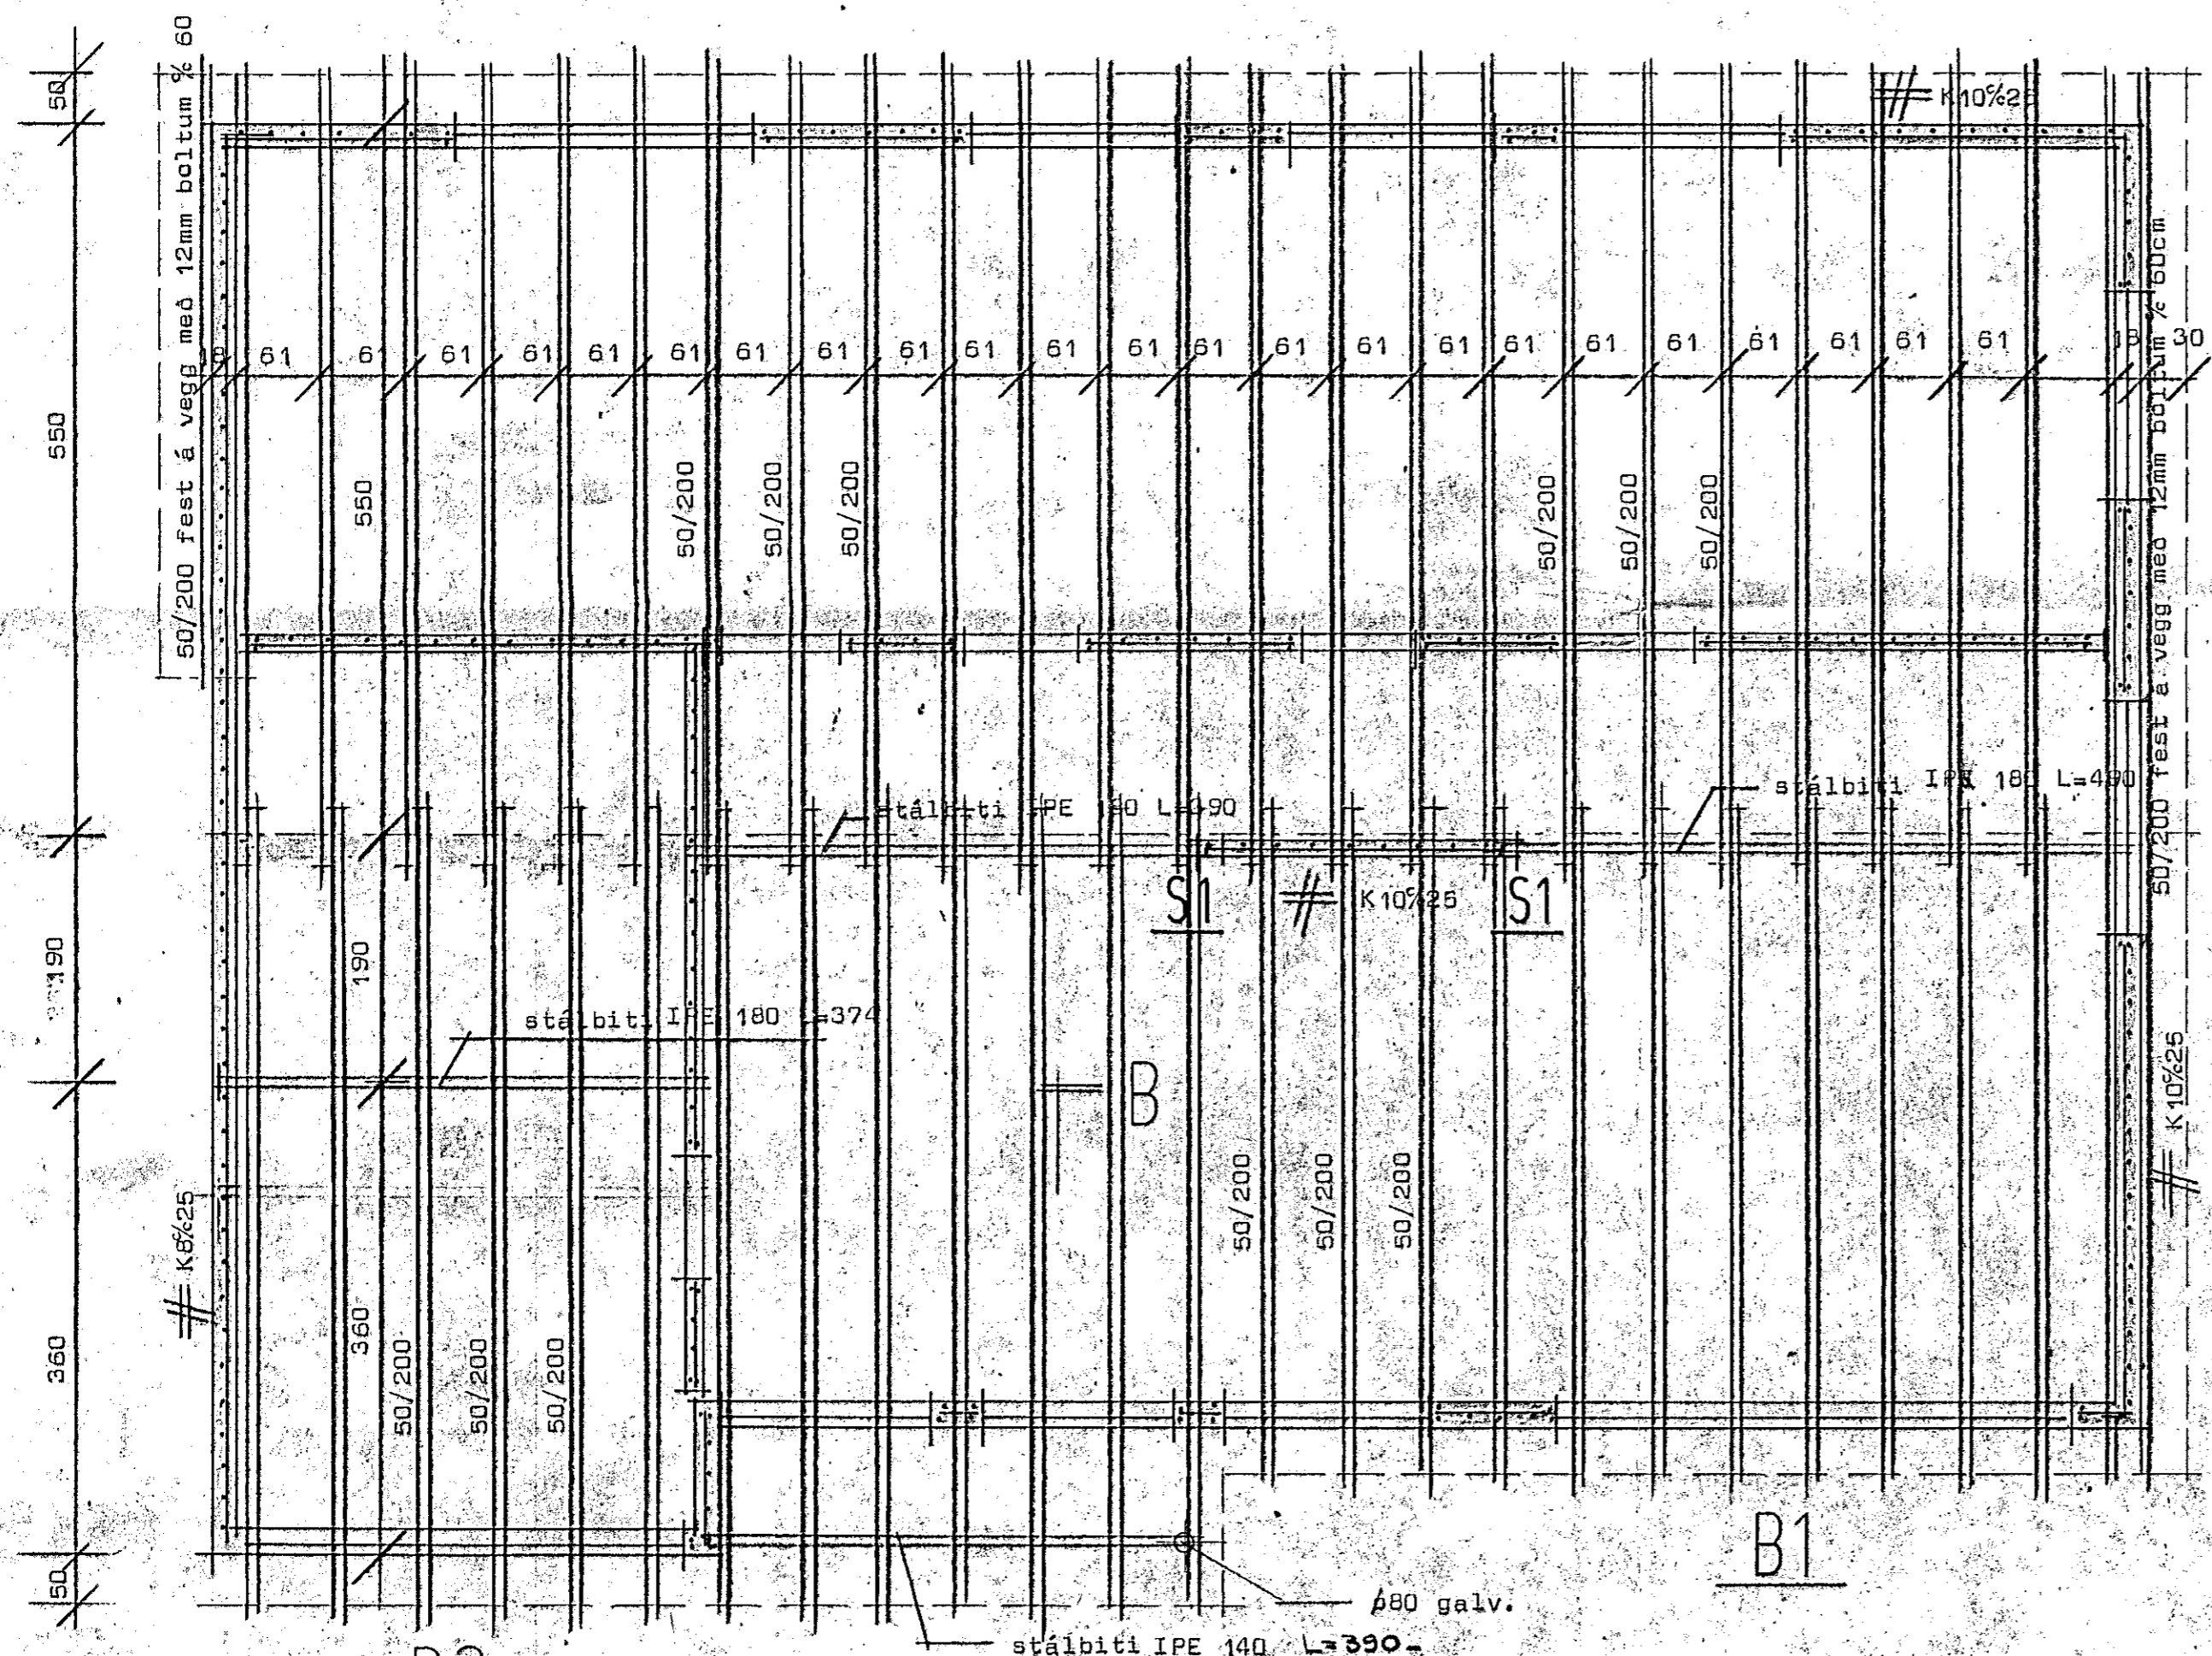 50
550
190
360
50
50/200 fest á vegg með 12mm boltum % 60
K10%25
18 61 61 61 61 61 61 61 61 61 61 61 61 61 61 61 61 61 61 61 61 61 61 61 18 30
550
50/200
50/200
50/200
50/200
50/200
50/200
50/200 fest á vegg með 12mm boltum % 60cm
stálbiti IPE 180 L=390
stálbiti IPE 180 L=490
S1
K10%25
S1
190
stálbiti IPE 180 L=374
B
K10%25
50/200
50/200
50/200
K8%25
360
50/200
50/200
50/200
B1
ø80 galv.
stálbiti IPE 140 L=390